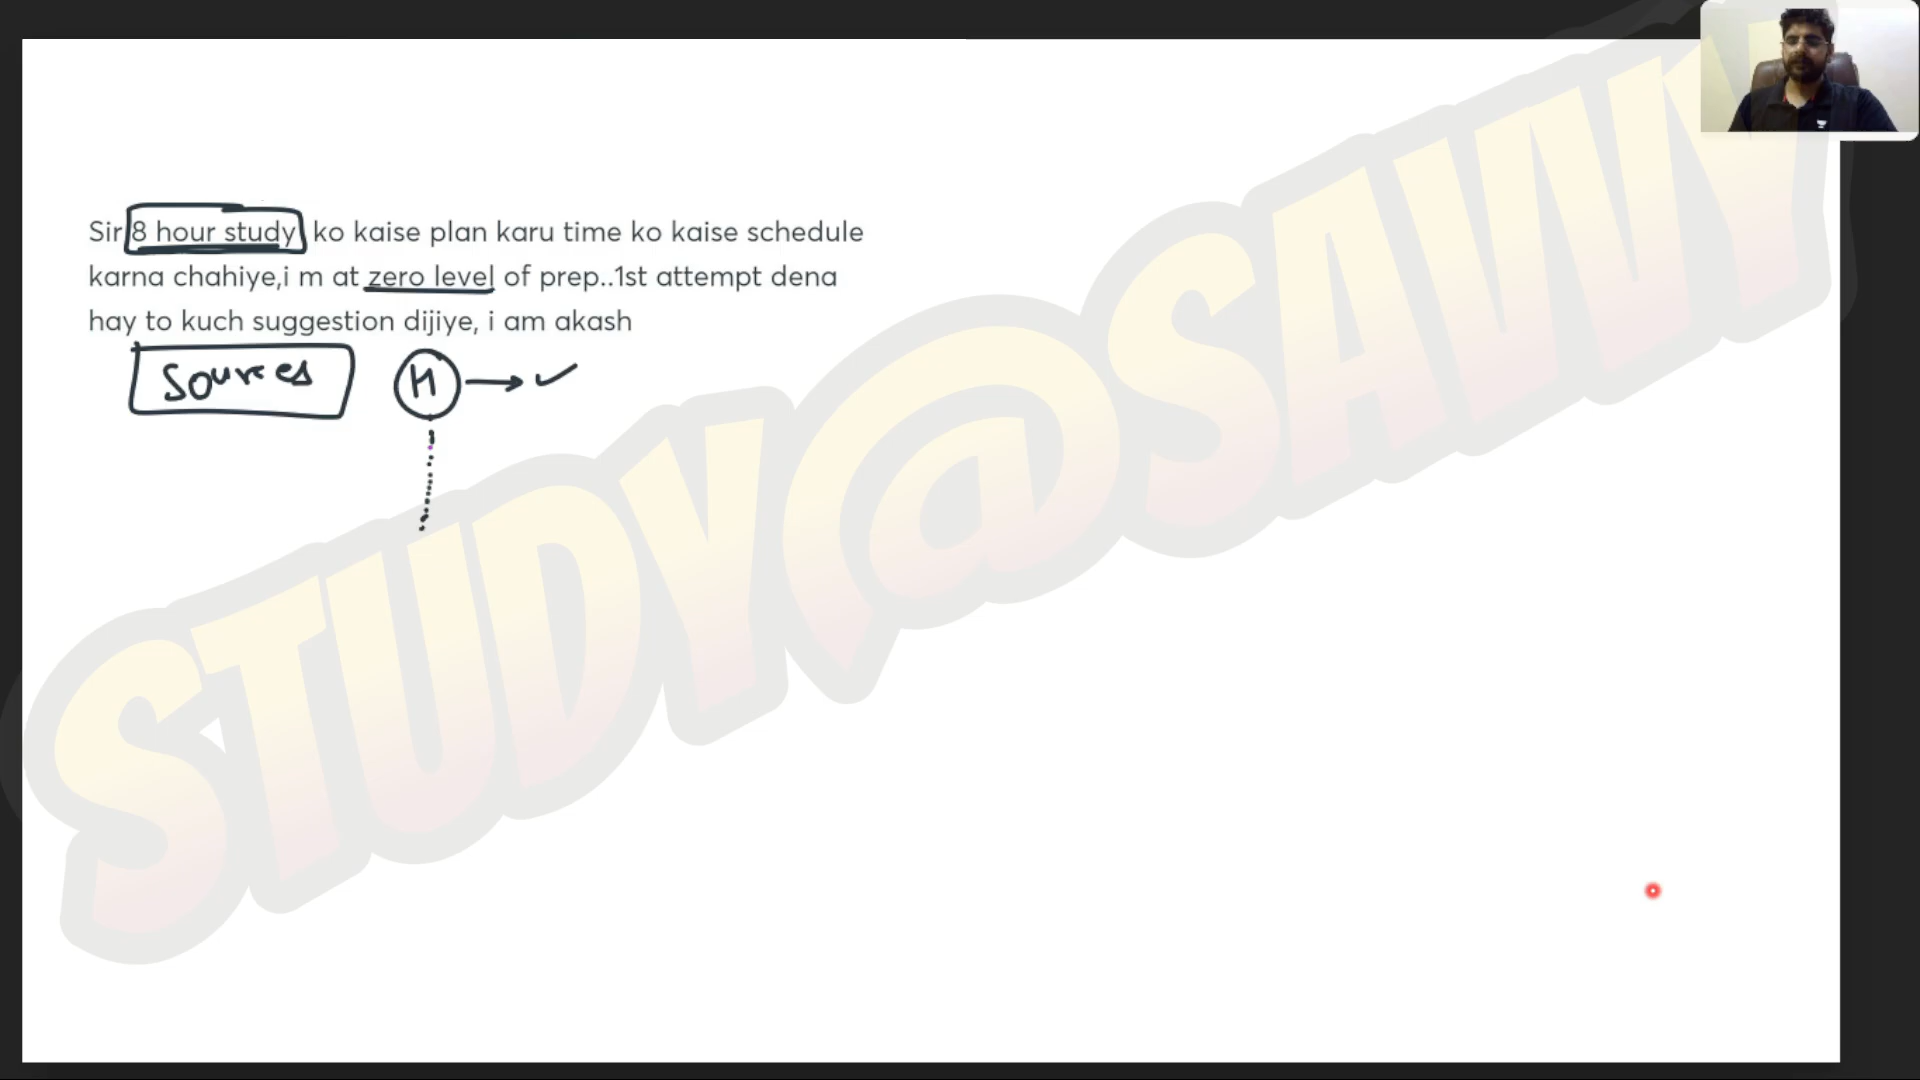 Sir 8 hour study ko kaise plan karu time ko kaise schedule
karna chahiye,i m at zero level of prep..1st attempt dena
hay to kuch suggestion dijiye, i am akash
Sources M
STUDY@SAVVY